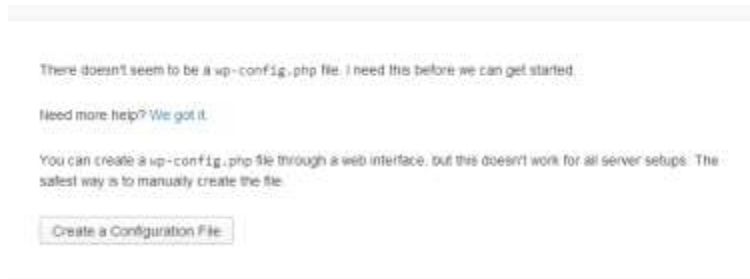 There doesn't seem to be a wp-config.php file. I need this before we can get started.
Need more help? We got it.
You can create a wp-config.php file through a web interface, but this doesn't work for all server setups. The
safest way is to manually create the file.
Create a Configuration File